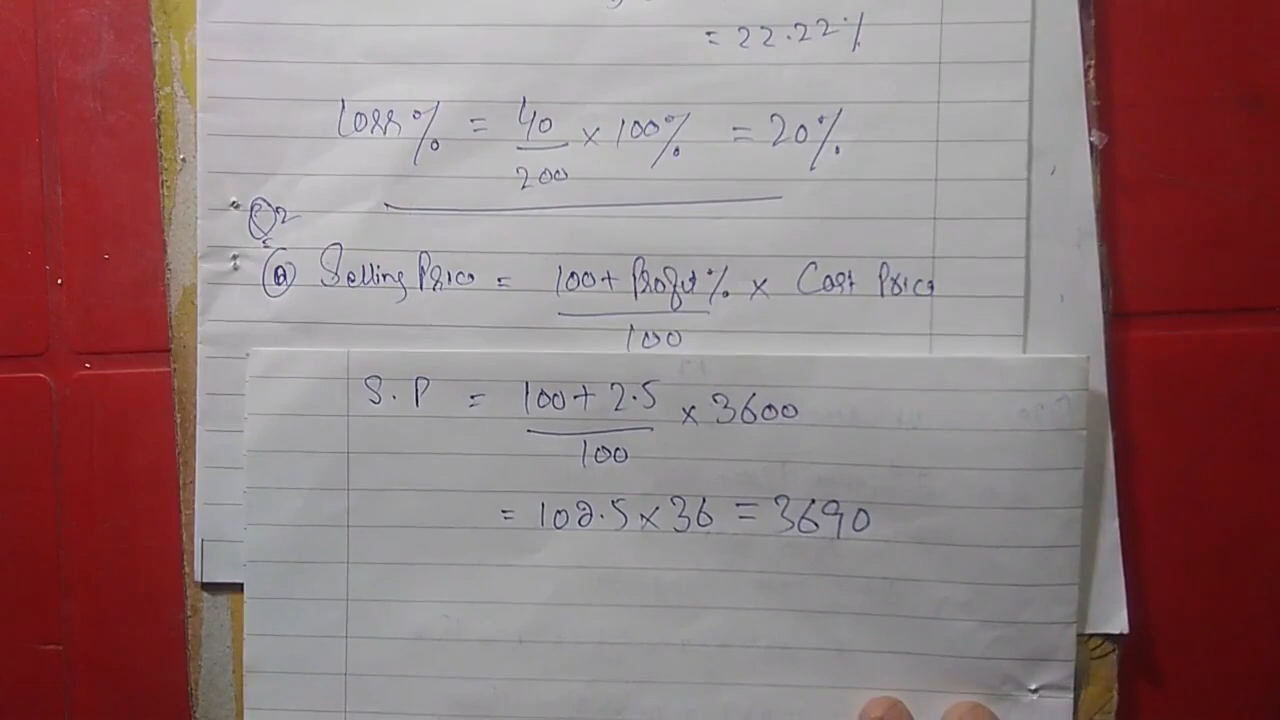 = 22.22%
Loss% = 40/200 × 100% = 20%
Q2
(a) Selling Price = 100 + Profit% / 100 × Cost Price
S.P = 100 + 2.5 / 100 × 3600
= 102.5 × 36 = 3690